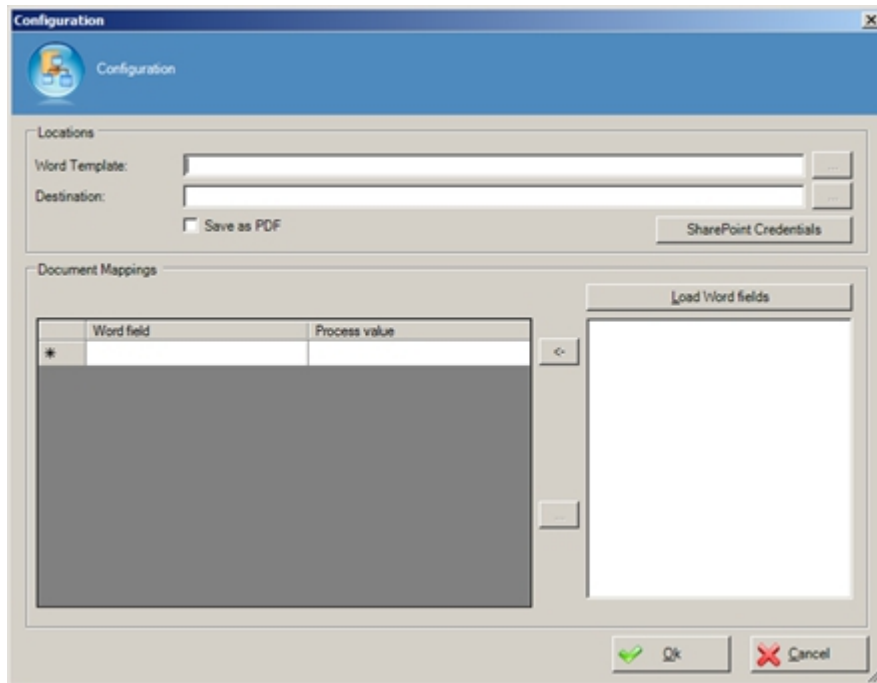 Configuration
Configuration
Locations
Word Template:
...
Destination:
...
Save as PDF
SharePoint Credentials
Document Mappings
Load Word fields
Word field Process value
*
<-
...
Ok Cancel